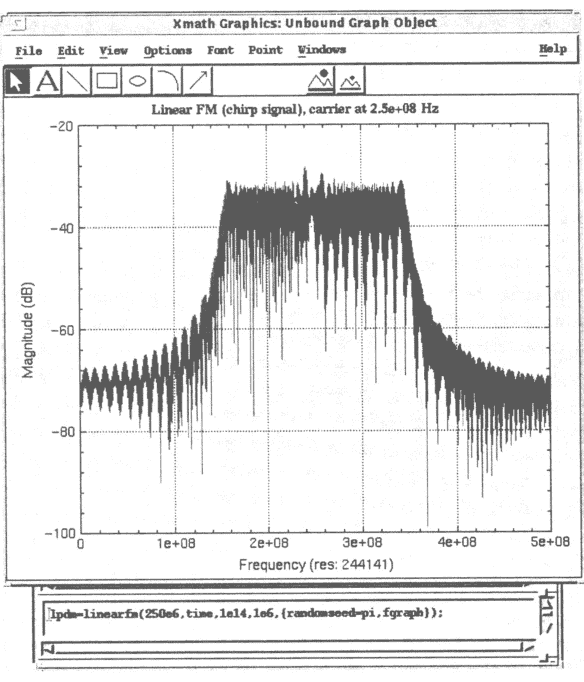 Xmath Graphics: Unbound Graph Object
File Edit View Options Font Point Windows Help
A
Linear FM (chirp signal), carrier at 2.5e+08 Hz
-20
-40
-60
-80
-100
Magnitude (dB)
0 1e+08 2e+08 3e+08 4e+08 5e+08
Frequency (res: 244141)
lpdm=linearfm(250e6,time,1e14,1e6,{randomseed=pi,fgraph});